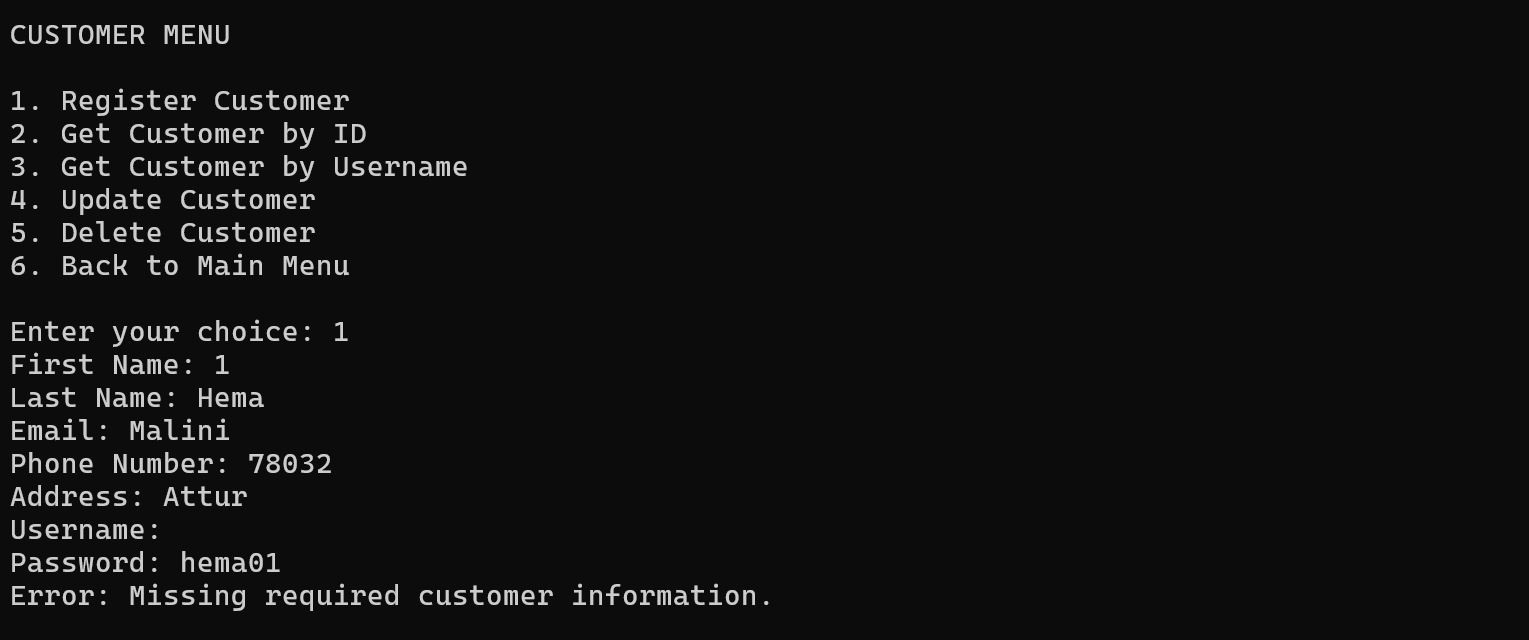 CUSTOMER MENU
1. Register Customer
2. Get Customer by ID
3. Get Customer by Username
4. Update Customer
5. Delete Customer
6. Back to Main Menu
Enter your choice: 1
First Name: 1
Last Name: Hema
Email: Malini
Phone Number: 78032
Address: Attur
Username:
Password: hema01
Error: Missing required customer information.